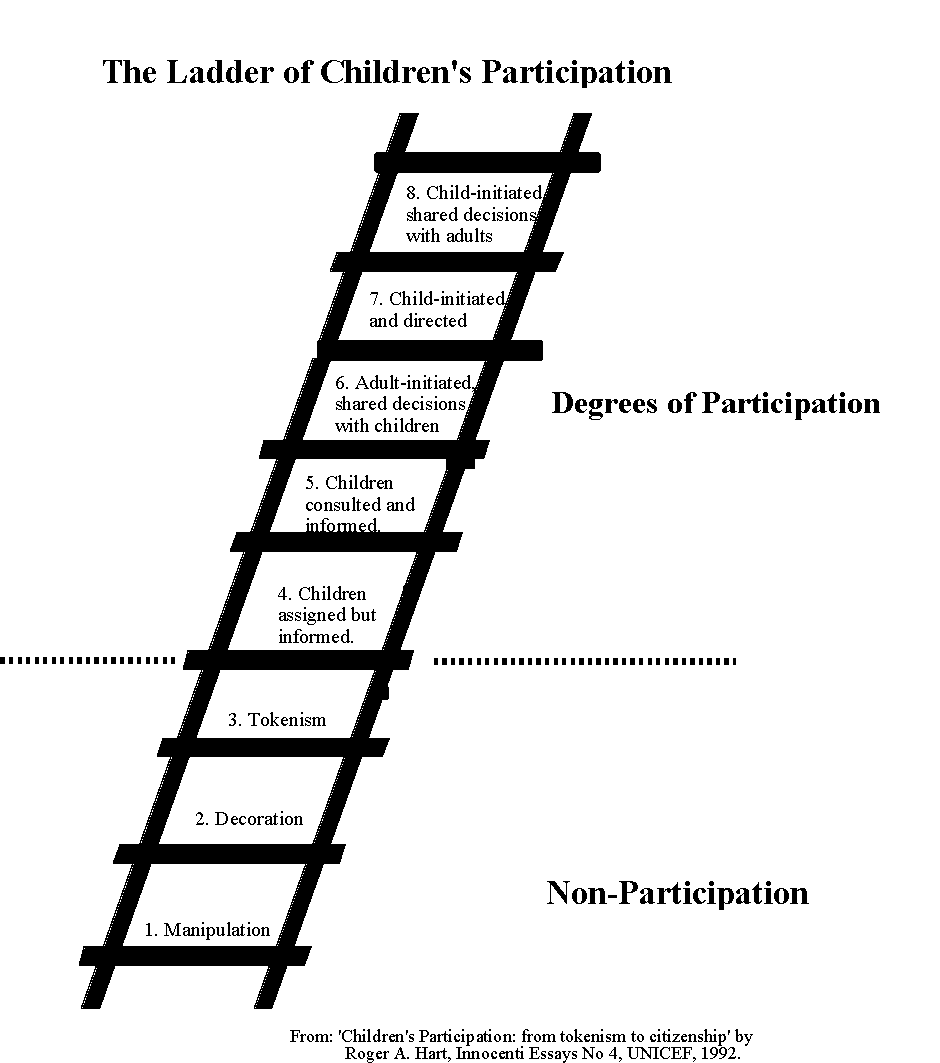 The Ladder of Children's Participation
8. Child-initiated
shared decisions
with adults
7. Child-initiated
and directed
6. Adult-initiated,
shared decisions
with children
Degrees of Participation
5. Children
consulted and
informed.
4. Children
assigned but
informed.
3. Tokenism
2. Decoration
Non-Participation
1. Manipulation
From: 'Children's Participation: from tokenism to citizenship' by
Roger A. Hart, Innocenti Essays No 4, UNICEF, 1992.